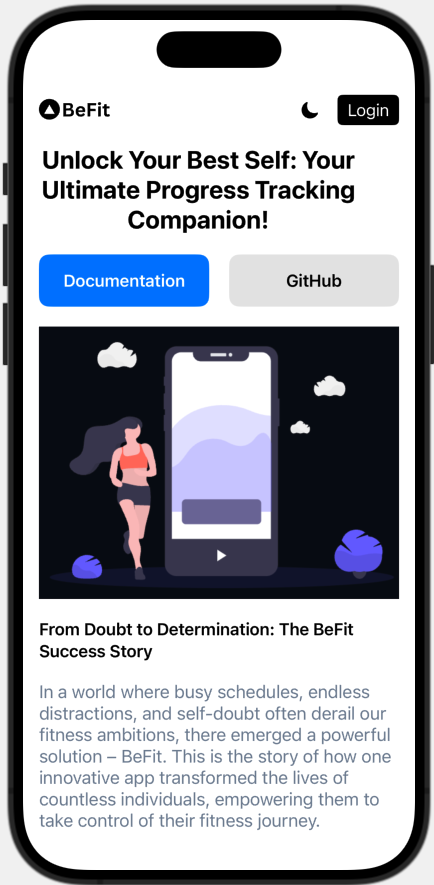 BeFit
Login
Unlock Your Best Self: Your
Ultimate Progress Tracking
Companion!
Documentation
GitHub
From Doubt to Determination: The BeFit
Success Story
In a world where busy schedules, endless
distractions, and self-doubt often derail our
fitness ambitions, there emerged a powerful
solution – BeFit. This is the story of how one
innovative app transformed the lives of
countless individuals, empowering them to
take control of their fitness journey.